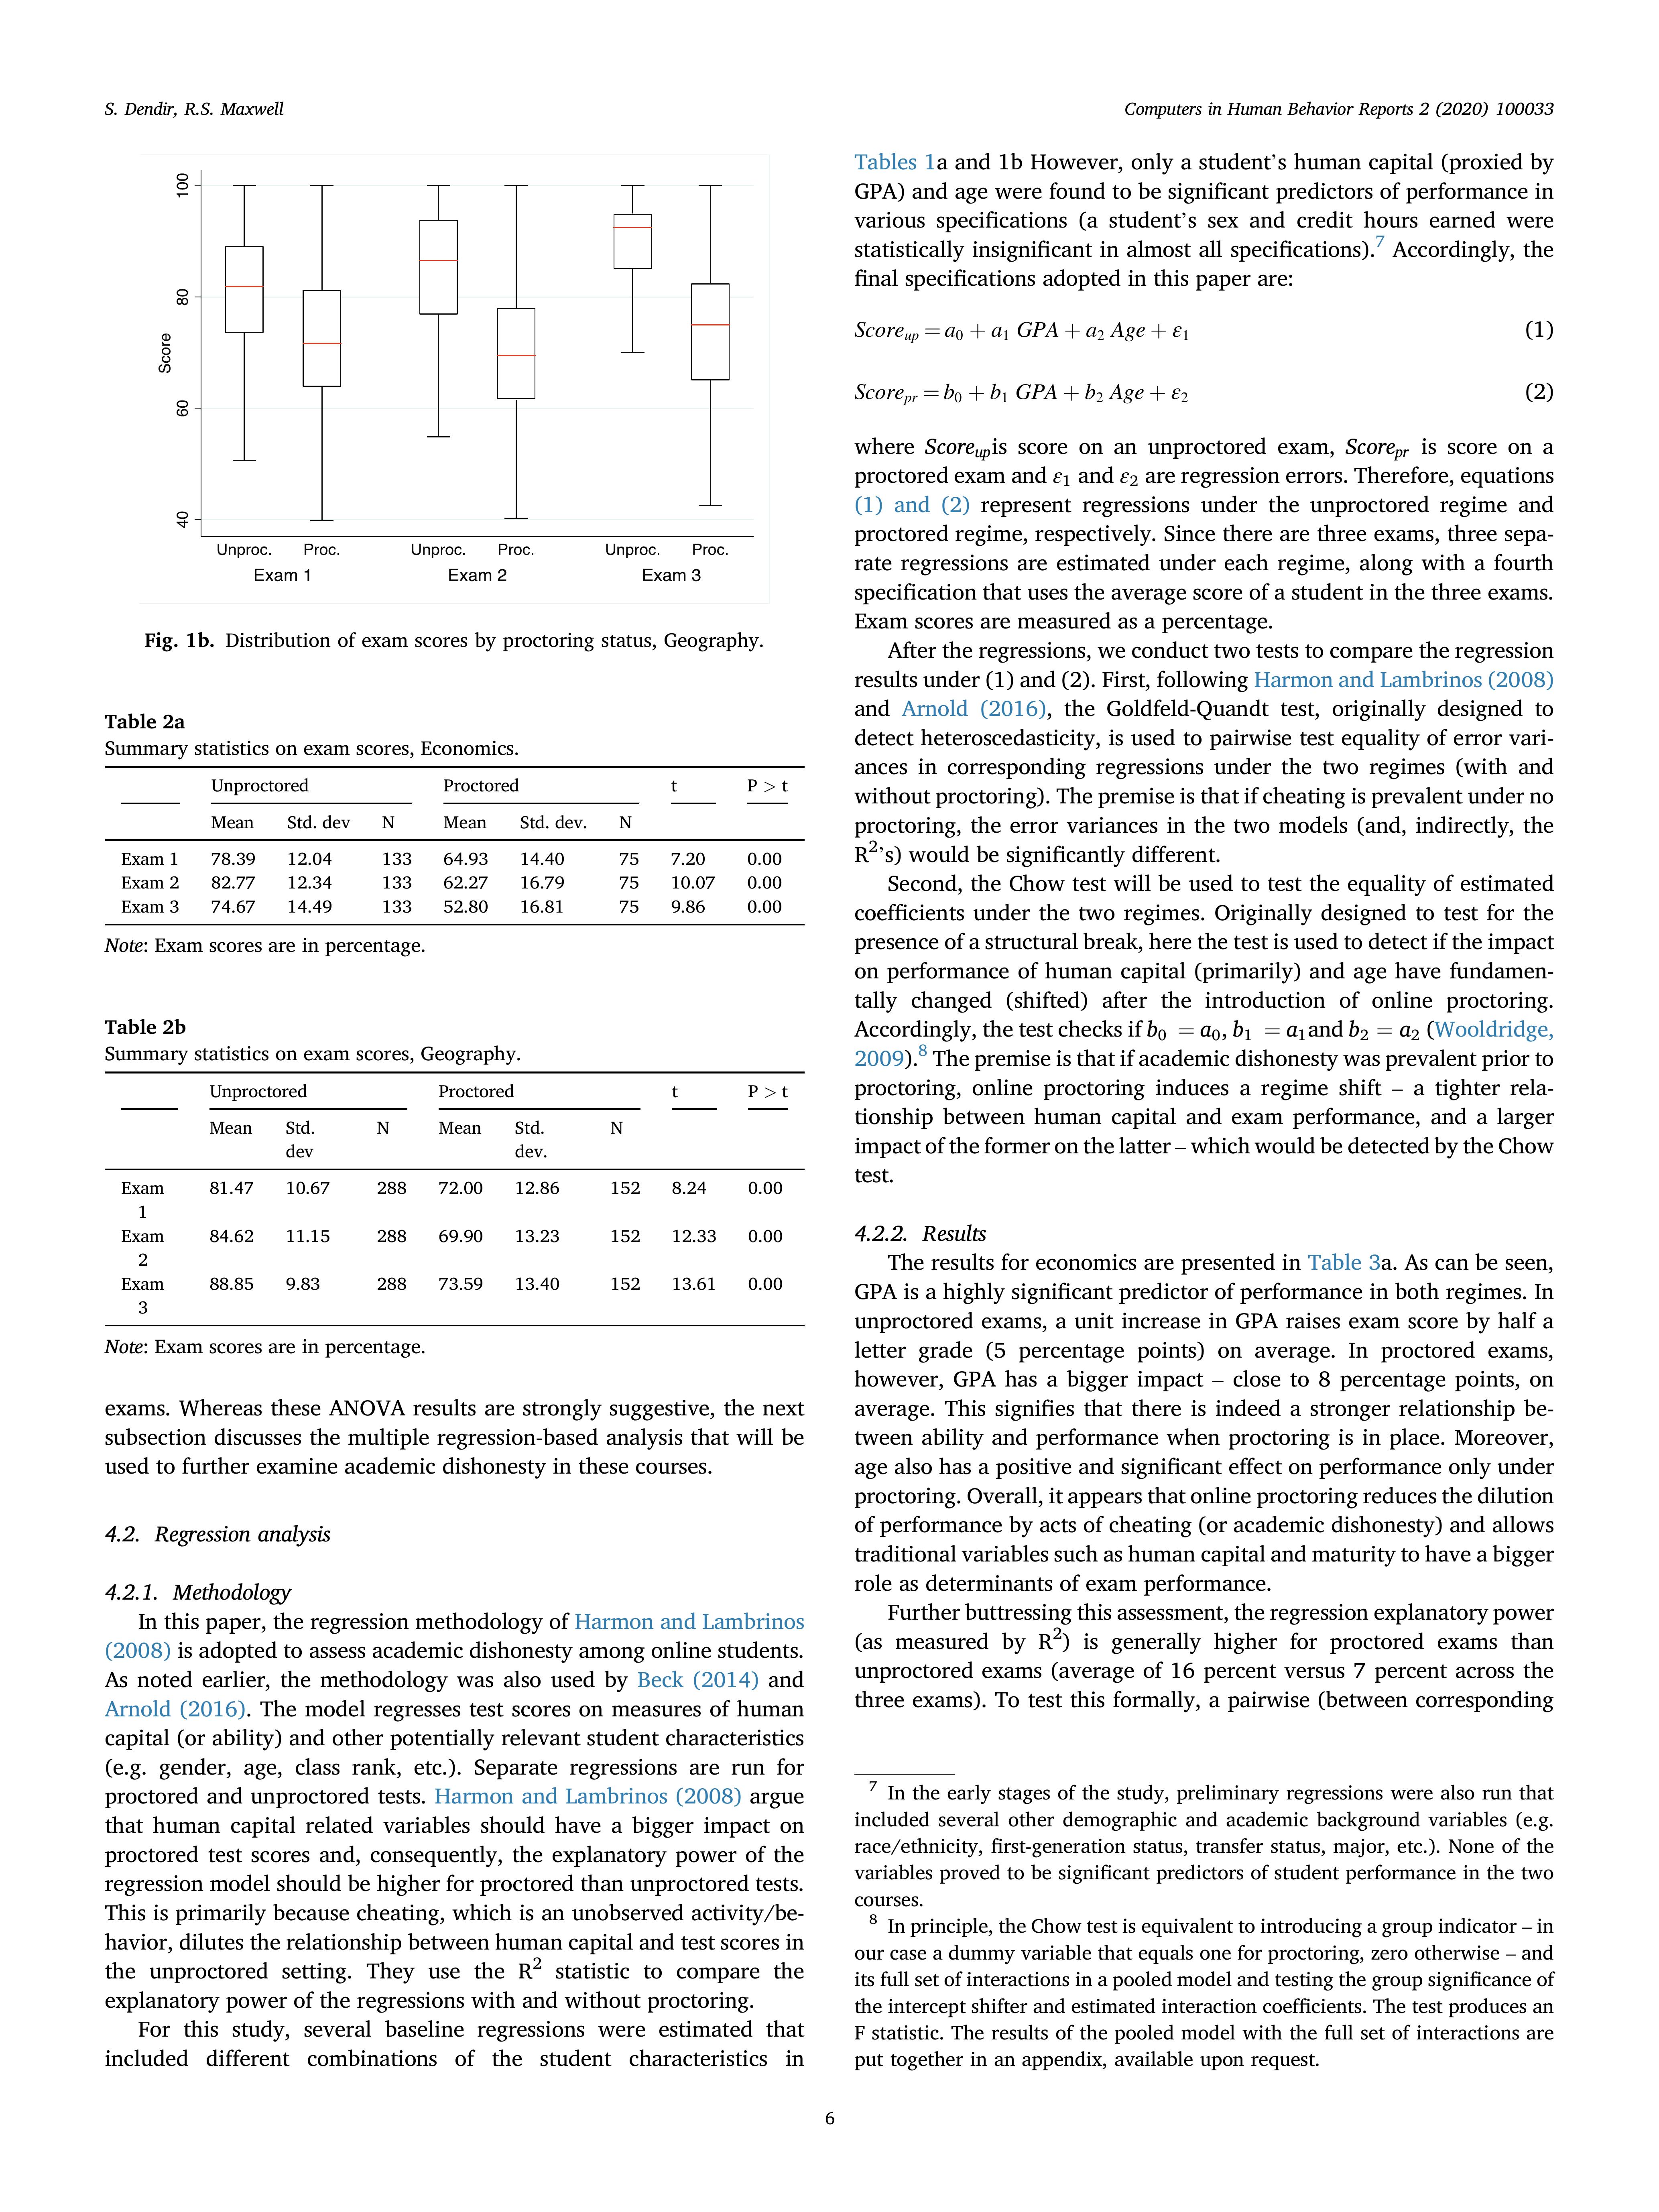 S. Dendir, R.S. Maxwell
Computers in Human Behavior Reports 2 (2020) 100033
100
80
60
40
Score
Unproc. Proc. Unproc. Proc. Unproc. Proc.
Exam 1 Exam 2 Exam 3
Fig. 1b. Distribution of exam scores by proctoring status, Geography.
Table 2a
Summary statistics on exam scores, Economics.
Unproctored Proctored t P > t
Mean Std. dev N Mean Std. dev. N
Exam 1 78.39 12.04 133 64.93 14.40 75 7.20 0.00
Exam 2 82.77 12.34 133 62.27 16.79 75 10.07 0.00
Exam 3 74.67 14.49 133 52.80 16.81 75 9.86 0.00
Note: Exam scores are in percentage.
Table 2b
Summary statistics on exam scores, Geography.
Unproctored Proctored t P > t
Mean Std. N Mean Std. N
dev dev.
Exam 81.47 10.67 288 72.00 12.86 152 8.24 0.00
1
Exam 84.62 11.15 288 69.90 13.23 152 12.33 0.00
2
Exam 88.85 9.83 288 73.59 13.40 152 13.61 0.00
3
Note: Exam scores are in percentage.
exams. Whereas these ANOVA results are strongly suggestive, the next
subsection discusses the multiple regression-based analysis that will be
used to further examine academic dishonesty in these courses.
4.2. Regression analysis
4.2.1. Methodology
In this paper, the regression methodology of Harmon and Lambrinos
(2008) is adopted to assess academic dishonesty among online students.
As noted earlier, the methodology was also used by Beck (2014) and
Arnold (2016). The model regresses test scores on measures of human
capital (or ability) and other potentially relevant student characteristics
(e.g. gender, age, class rank, etc.). Separate regressions are run for
proctored and unproctored tests. Harmon and Lambrinos (2008) argue
that human capital related variables should have a bigger impact on
proctored test scores and, consequently, the explanatory power of the
regression model should be higher for proctored than unproctored tests.
This is primarily because cheating, which is an unobserved activity/be-
havior, dilutes the relationship between human capital and test scores in
the unproctored setting. They use the R² statistic to compare the
explanatory power of the regressions with and without proctoring.
For this study, several baseline regressions were estimated that
included different combinations of the student characteristics in
Tables 1a and 1b However, only a student's human capital (proxied by
GPA) and age were found to be significant predictors of performance in
various specifications (a student's sex and credit hours earned were
statistically insignificant in almost all specifications).⁷ Accordingly, the
final specifications adopted in this paper are:
Score_up = a₀ + a₁ GPA + a₂ Age + ε₁ (1)
Score_pr = b₀ + b₁ GPA + b₂ Age + ε₂ (2)
where Score_up is score on an unproctored exam, Score_pr is score on a
proctored exam and ε₁ and ε₂ are regression errors. Therefore, equations
(1) and (2) represent regressions under the unproctored regime and
proctored regime, respectively. Since there are three exams, three sepa-
rate regressions are estimated under each regime, along with a fourth
specification that uses the average score of a student in the three exams.
Exam scores are measured as a percentage.
After the regressions, we conduct two tests to compare the regression
results under (1) and (2). First, following Harmon and Lambrinos (2008)
and Arnold (2016), the Goldfeld-Quandt test, originally designed to
detect heteroscedasticity, is used to pairwise test equality of error vari-
ances in corresponding regressions under the two regimes (with and
without proctoring). The premise is that if cheating is prevalent under no
proctoring, the error variances in the two models (and, indirectly, the
R²'s) would be significantly different.
Second, the Chow test will be used to test the equality of estimated
coefficients under the two regimes. Originally designed to test for the
presence of a structural break, here the test is used to detect if the impact
on performance of human capital (primarily) and age have fundamen-
tally changed (shifted) after the introduction of online proctoring.
Accordingly, the test checks if b₀ = a₀, b₁ = a₁and b₂ = a₂ (Wooldridge,
2009).⁸ The premise is that if academic dishonesty was prevalent prior to
proctoring, online proctoring induces a regime shift – a tighter rela-
tionship between human capital and exam performance, and a larger
impact of the former on the latter – which would be detected by the Chow
test.
4.2.2. Results
The results for economics are presented in Table 3a. As can be seen,
GPA is a highly significant predictor of performance in both regimes. In
unproctored exams, a unit increase in GPA raises exam score by half a
letter grade (5 percentage points) on average. In proctored exams,
however, GPA has a bigger impact – close to 8 percentage points, on
average. This signifies that there is indeed a stronger relationship be-
tween ability and performance when proctoring is in place. Moreover,
age also has a positive and significant effect on performance only under
proctoring. Overall, it appears that online proctoring reduces the dilution
of performance by acts of cheating (or academic dishonesty) and allows
traditional variables such as human capital and maturity to have a bigger
role as determinants of exam performance.
Further buttressing this assessment, the regression explanatory power
(as measured by R²) is generally higher for proctored exams than
unproctored exams (average of 16 percent versus 7 percent across the
three exams). To test this formally, a pairwise (between corresponding
⁷ In the early stages of the study, preliminary regressions were also run that
included several other demographic and academic background variables (e.g.
race/ethnicity, first-generation status, transfer status, major, etc.). None of the
variables proved to be significant predictors of student performance in the two
courses.
⁸ In principle, the Chow test is equivalent to introducing a group indicator – in
our case a dummy variable that equals one for proctoring, zero otherwise – and
its full set of interactions in a pooled model and testing the group significance of
the intercept shifter and estimated interaction coefficients. The test produces an
F statistic. The results of the pooled model with the full set of interactions are
put together in an appendix, available upon request.
6